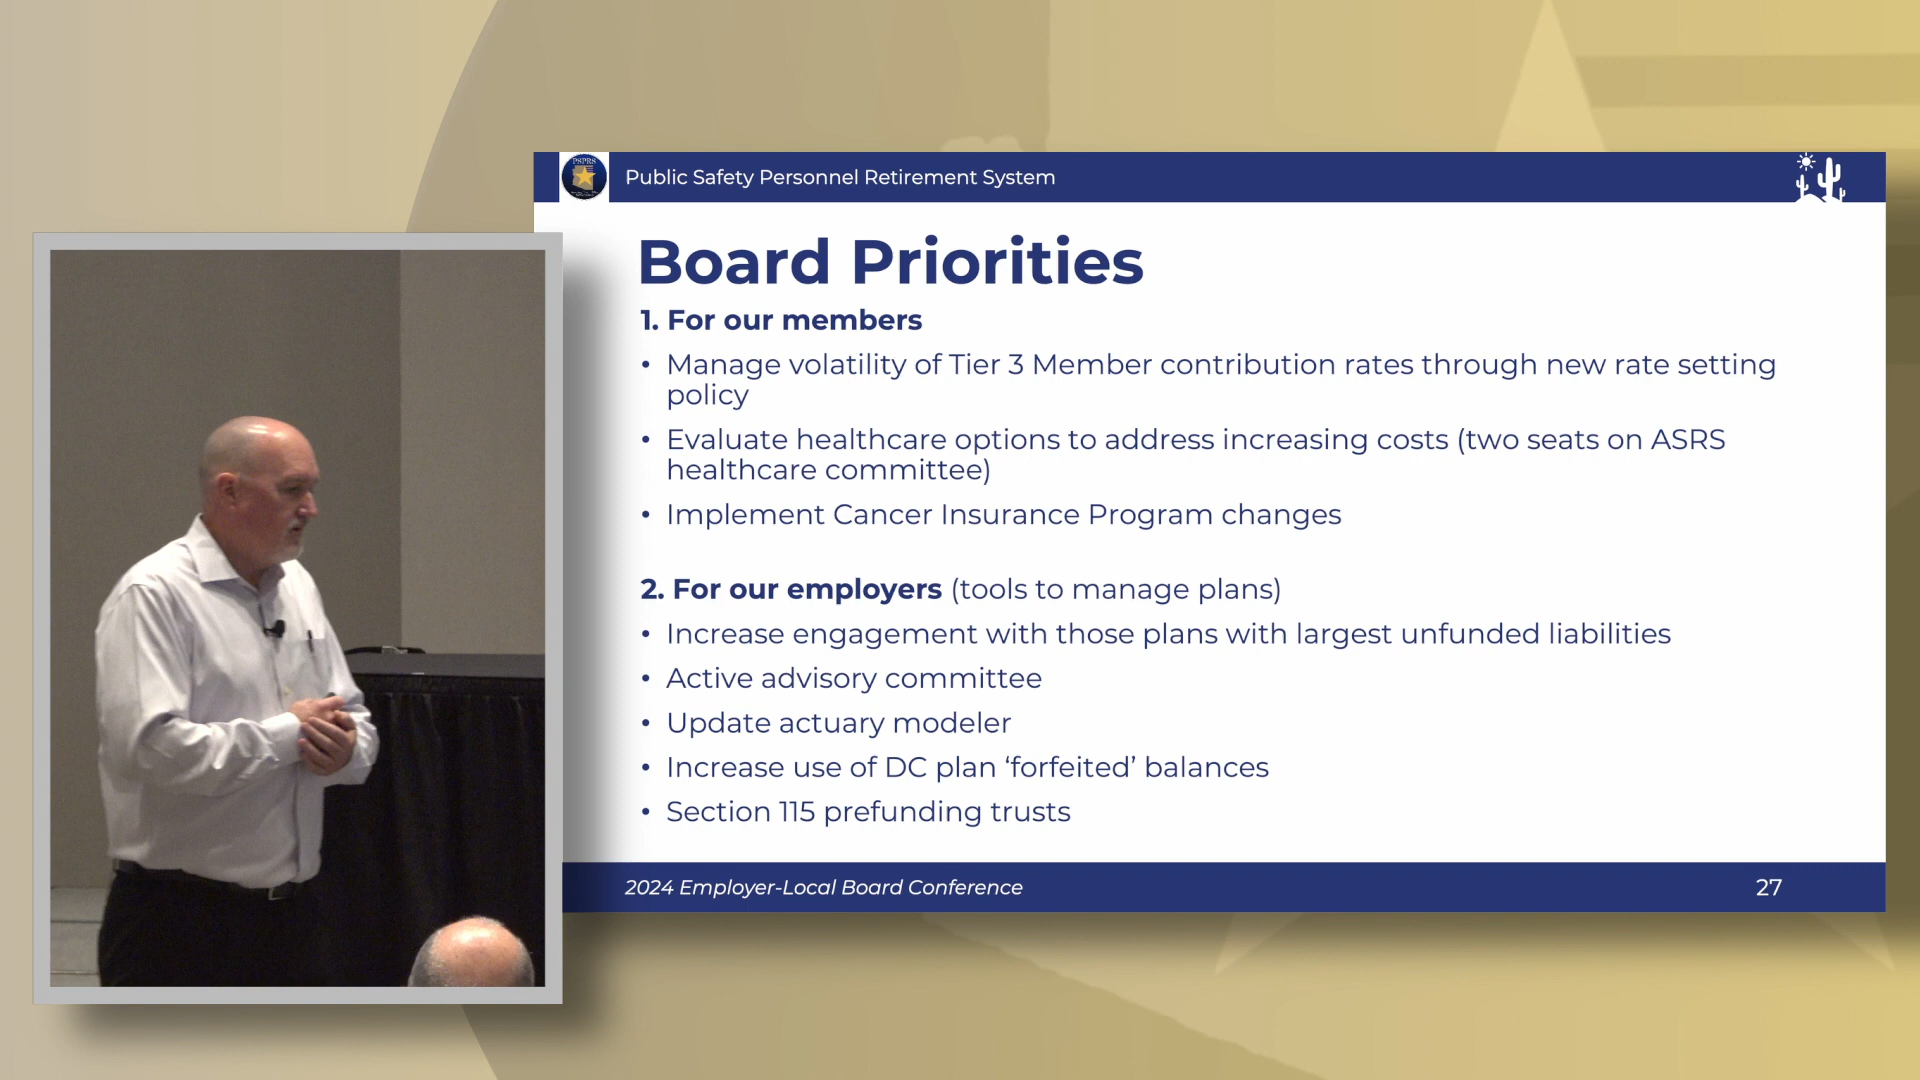 PSPRS
Public Safety Personnel Retirement System
Board Priorities
1. For our members
• Manage volatility of Tier 3 Member contribution rates through new rate setting
policy
• Evaluate healthcare options to address increasing costs (two seats on ASRS
healthcare committee)
• Implement Cancer Insurance Program changes
2. For our employers (tools to manage plans)
• Increase engagement with those plans with largest unfunded liabilities
• Active advisory committee
• Update actuary modeler
• Increase use of DC plan ‘forfeited’ balances
• Section 115 prefunding trusts
2024 Employer-Local Board Conference
27